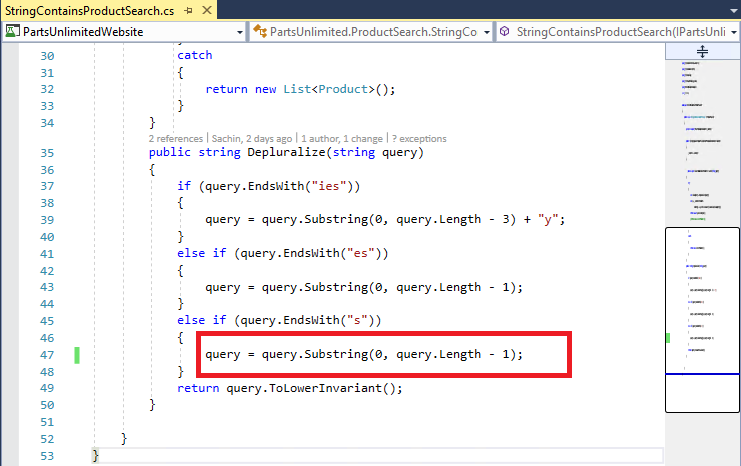 StringContainsProductSearch.cs
PartsUnlimitedWebsite PartsUnlimited.ProductSearch.StringCo StringContainsProductSearch(IPartsUnli
30 catch
31 {
32 return new List<Product>();
33 }
34 }
2 references | Sachin, 2 days ago | 1 author, 1 change | ? exceptions
35 public string Depluralize(string query)
36 {
37 if (query.EndsWith("ies"))
38 {
39 query = query.Substring(0, query.Length - 3) + "y";
40 }
41 else if (query.EndsWith("es"))
42 {
43 query = query.Substring(0, query.Length - 1);
44 }
45 else if (query.EndsWith("s"))
46 {
47 query = query.Substring(0, query.Length - 1);
48 }
49 return query.ToLowerInvariant();
50 }
51
52 }
53 }